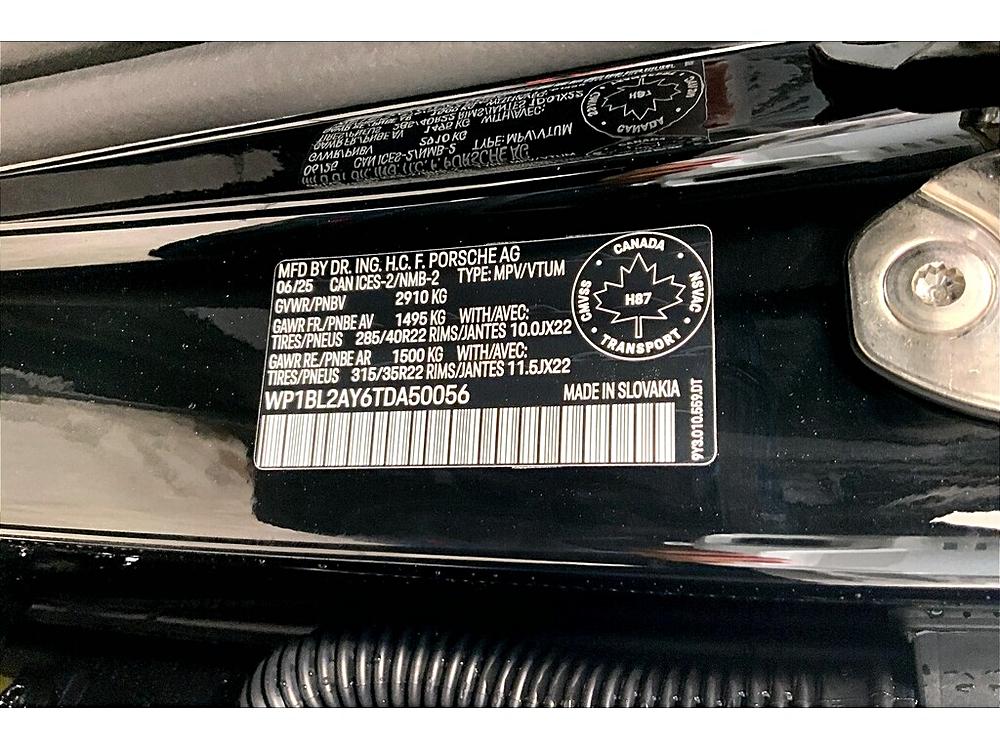 MFD BY DR. ING. H.C. F. PORSCHE AG
06/25 CAN ICES-2/NMB-2 TYPE: MPV/VTUM
GVWR/PNBV 2910 KG
GAWR FR./PNBE AV 1495 KG WITH/AVEC:
TIRES/PNEUS 285/40R22 RIMS/JANTES 10.0JX22
GAWR RE./PNBE AR 1500 KG WITH/AVEC:
TIRES/PNEUS 315/35R22 RIMS/JANTES 11.5JX22
WP1BL2AY6TDA50056 MADE IN SLOVAKIA
CANADA
CMVSS
NSVAC
H87
TRANSPORT
9Y3.010.559.DT